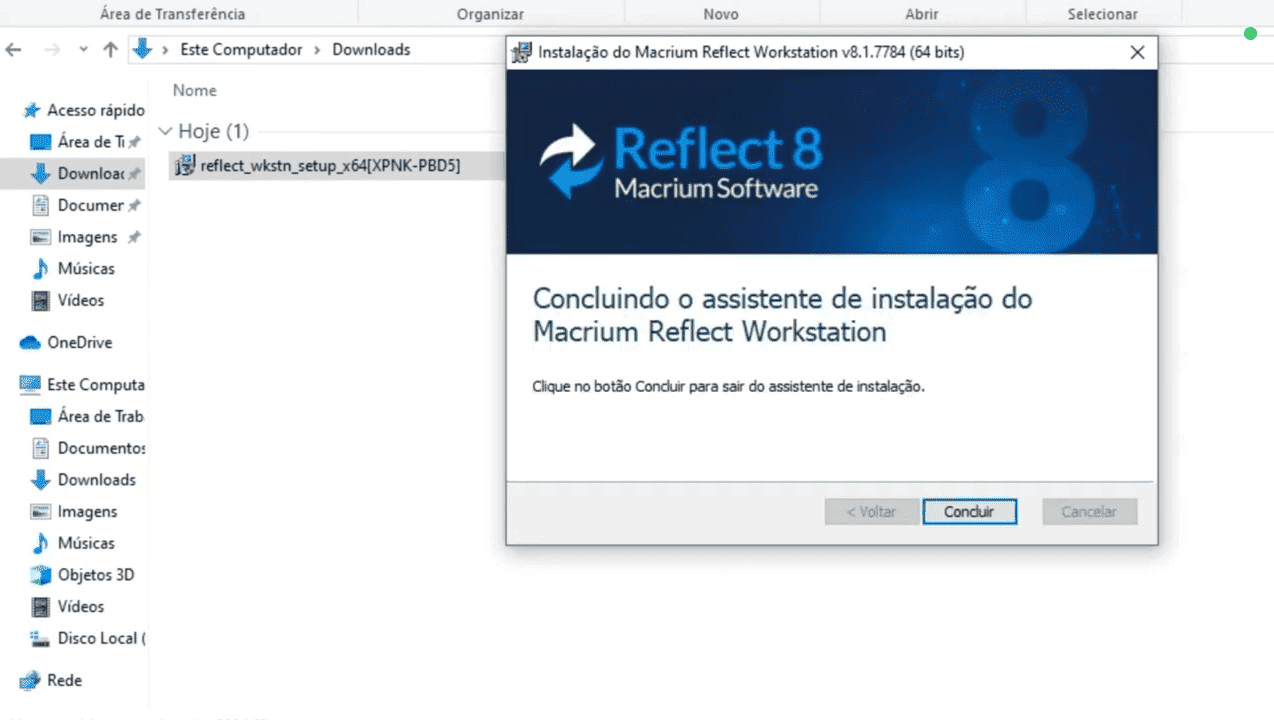 Área de Transferência
Organizar
Novo
Abrir
Selecionar
Este Computador
Downloads
Instalação do Macrium Reflect Workstation v8.1.7784 (64 bits)
Nome
Acesso rápido
Hoje (1)
Área de Tr
reflect_wkstn_setup_x64[XPNK-PBD5]
Downloac
Documer
Imagens
Músicas
Vídeos
OneDrive
Este Computa
Área de Trab
Documentos
Downloads
Imagens
Músicas
Objetos 3D
Vídeos
Disco Local (
Rede
8
Reflect 8
Macrium Software
Concluindo o assistente de instalação do
Macrium Reflect Workstation
Clique no botão Concluir para sair do assistente de instalação.
< Voltar
Concluir
Cancelar